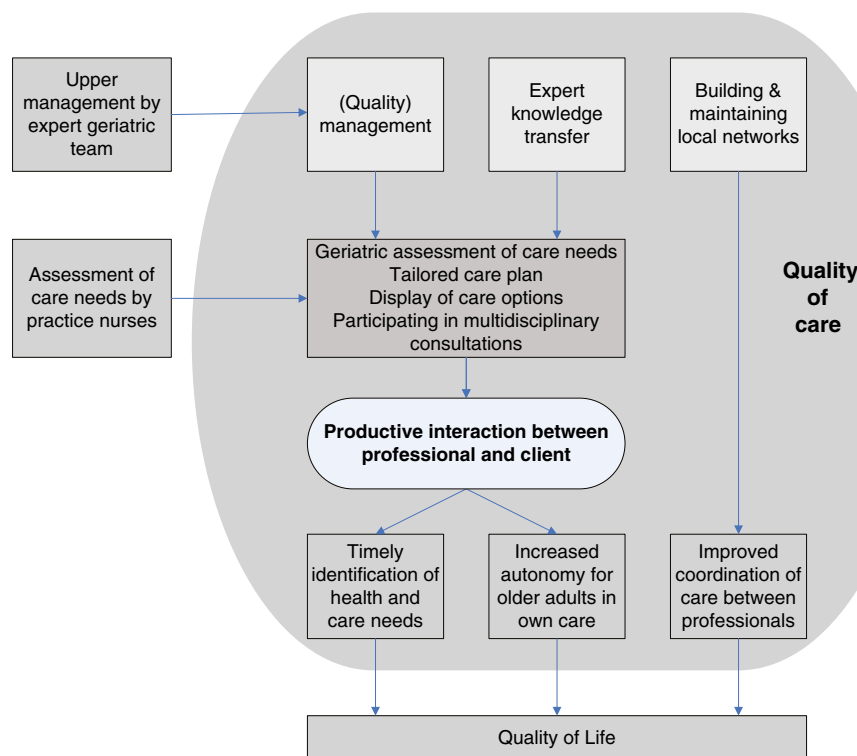 Upper
management by
expert geriatric
team
(Quality)
management
Expert
knowledge
transfer
Building &
maintaining
local networks
Assessment of
care needs by
practice nurses
Geriatric assessment of care needs
Tailored care plan
Display of care options
Participating in multidisciplinary
consultations
Quality
of
care
Productive interaction between
professional and client
Timely
identification of
health and
care needs
Increased
autonomy for
older adults in
own care
Improved
coordination of
care between
professionals
Quality of Life